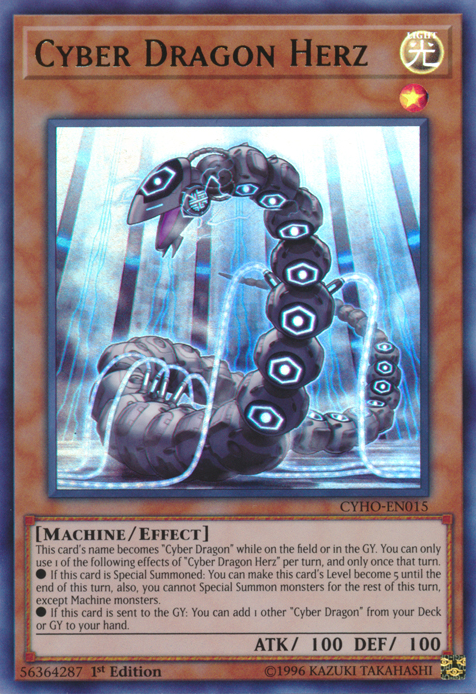 CYBER DRAGON HERZ
LIGHT
光
CYHO-EN015
[MACHINE/EFFECT]
This card's name becomes "Cyber Dragon" while on the field or in the GY. You can only
use 1 of the following effects of "Cyber Dragon Herz" per turn, and only once that turn.
● If this card is Special Summoned: You can make this card's Level become 5 until the
end of this turn, also, you cannot Special Summon monsters for the rest of this turn,
except Machine monsters.
● If this card is sent to the GY: You can add 1 other "Cyber Dragon" from your Deck
or GY to your hand.
ATK/ 100 DEF/ 100
56364287 1st Edition ©1996 KAZUKI TAKAHASHI